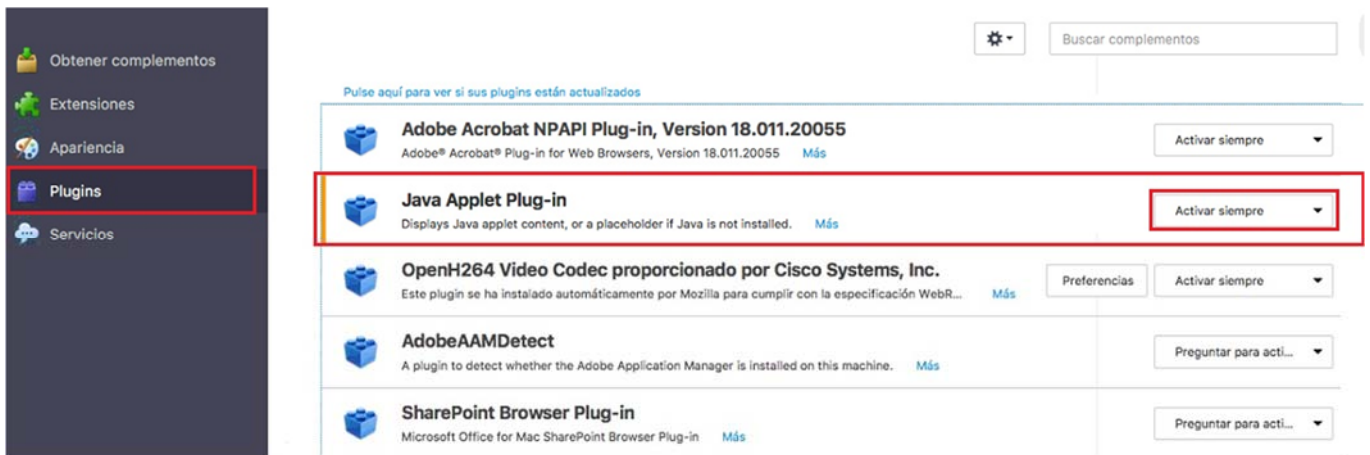 Obtener complementos
Extensiones
Apariencia
Plugins
Servicios
Buscar complementos
Pulse aquí para ver si sus plugins están actualizados
Adobe Acrobat NPAPI Plug-in, Version 18.011.20055
Adobe® Acrobat® Plug-in for Web Browsers, Version 18.011.20055 Más
Activar siempre
Java Applet Plug-in
Displays Java applet content, or a placeholder if Java is not installed. Más
Activar siempre
OpenH264 Video Codec proporcionado por Cisco Systems, Inc.
Este plugin se ha instalado automáticamente por Mozilla para cumplir con la especificación WebR... Más
Preferencias
Activar siempre
AdobeAAMDetect
A plugin to detect whether the Adobe Application Manager is installed on this machine. Más
Preguntar para acti...
SharePoint Browser Plug-in
Microsoft Office for Mac SharePoint Browser Plug-in Más
Preguntar para acti...